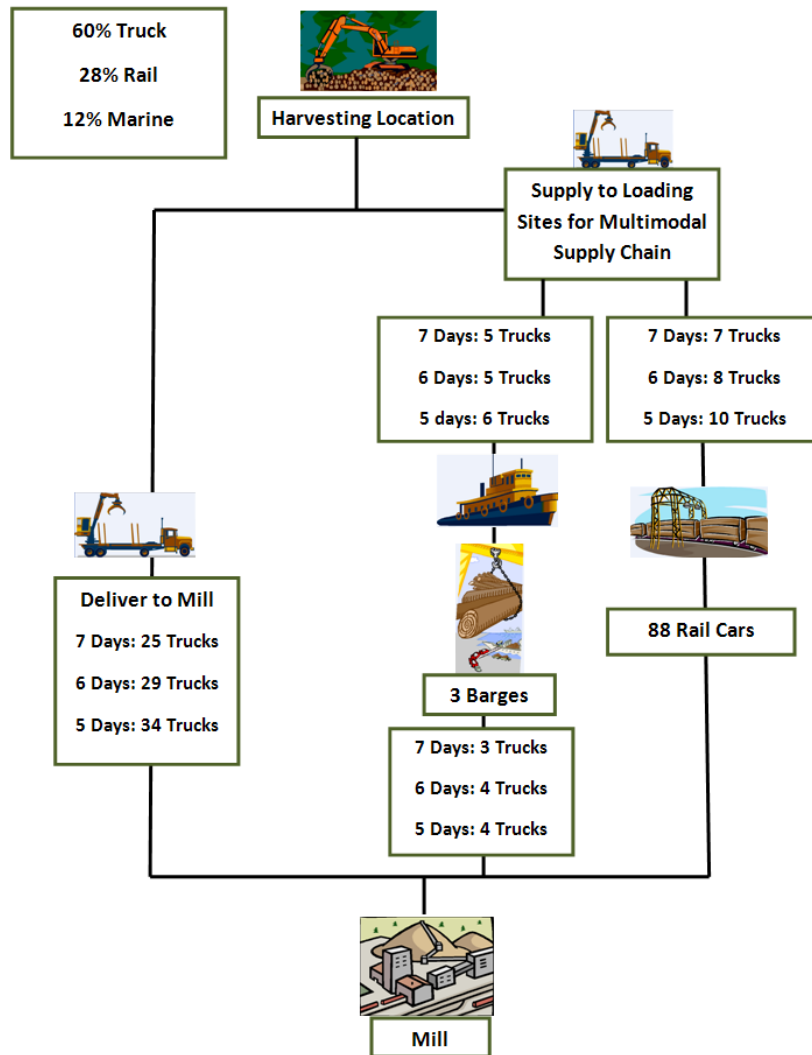 60% Truck
28% Rail
12% Marine
Harvesting Location
Supply to Loading
Sites for Multimodal
Supply Chain
7 Days: 5 Trucks
6 Days: 5 Trucks
5 days: 6 Trucks
7 Days: 7 Trucks
6 Days: 8 Trucks
5 Days: 10 Trucks
Deliver to Mill
7 Days: 25 Trucks
6 Days: 29 Trucks
5 Days: 34 Trucks
88 Rail Cars
3 Barges
7 Days: 3 Trucks
6 Days: 4 Trucks
5 Days: 4 Trucks
Mill